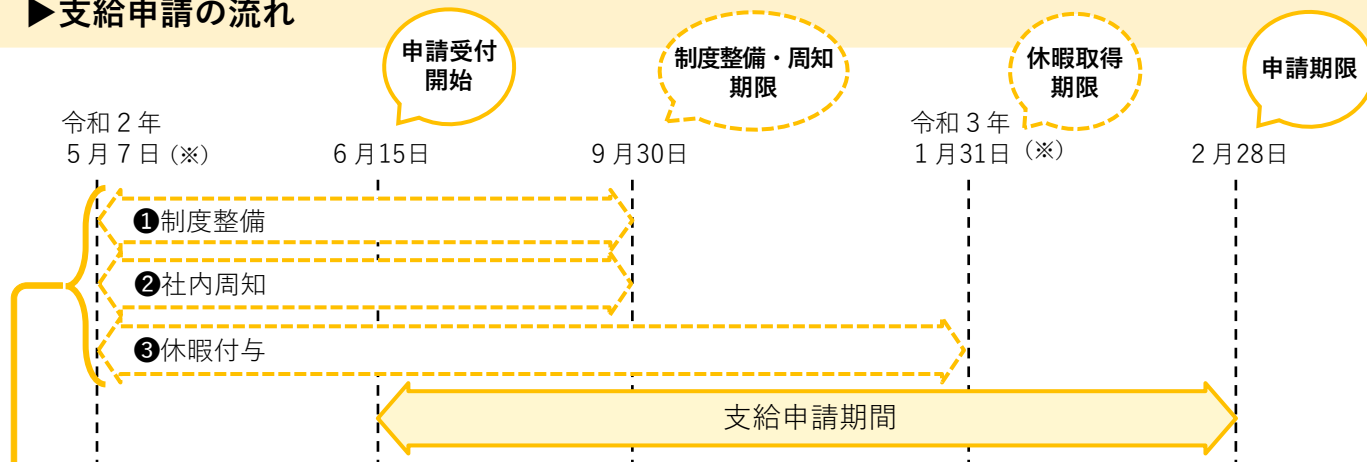 ▶支給申請の流れ
申請受付
開始
制度整備・周知
期限
休暇取得
期限
申請期限
令和2年
5月7日(※)
6月15日
9月30日
令和3年
1月31日(※)
2月28日
❶制度整備
❷社内周知
❸休暇付与
支給申請期間